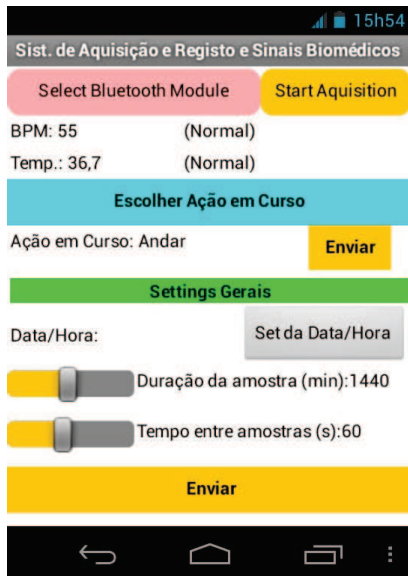 15h54
Sist. de Aquisição e Registo e Sinais Biomédicos
Select Bluetooth Module Start Aquisition
BPM: 55 (Normal)
Temp.: 36,7 (Normal)
Escolher Ação em Curso
Ação em Curso: Andar Enviar
Settings Gerais
Data/Hora: Set da Data/Hora
Duração da amostra (min):1440
Tempo entre amostras (s):60
Enviar